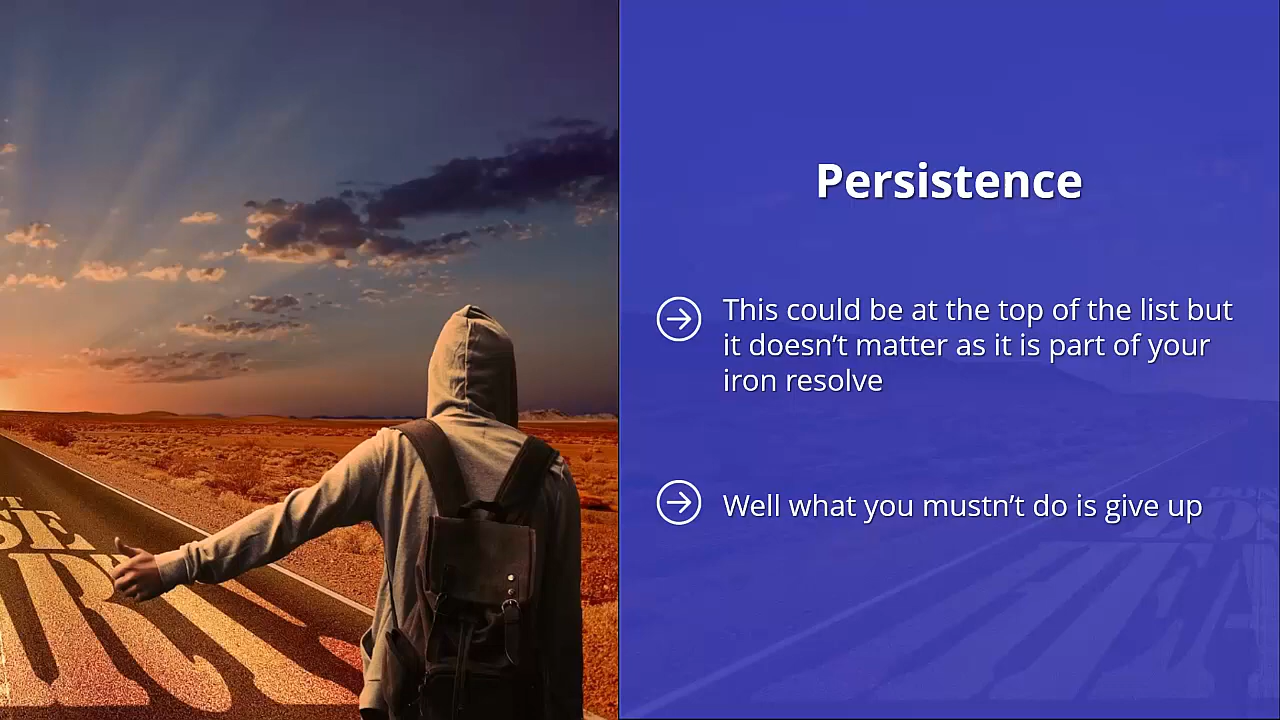 Persistence
This could be at the top of the list but
it doesn’t matter as it is part of your
iron resolve
Well what you mustn’t do is give up